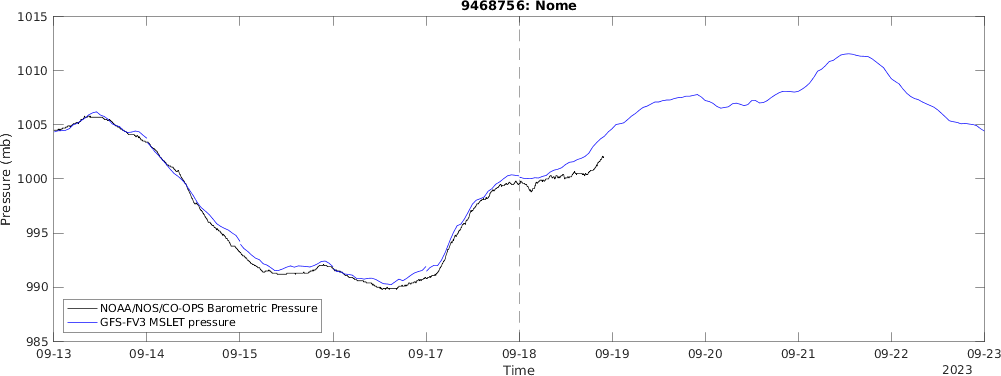 9468756: Nome
1015
1010
1005
1000
995
990
985
Pressure (mb)
NOAA/NOS/CO-OPS Barometric Pressure
GFS-FV3 MSLET pressure
09-13 09-14 09-15 09-16 09-17 09-18 09-19 09-20 09-21 09-22 09-23
Time
2023